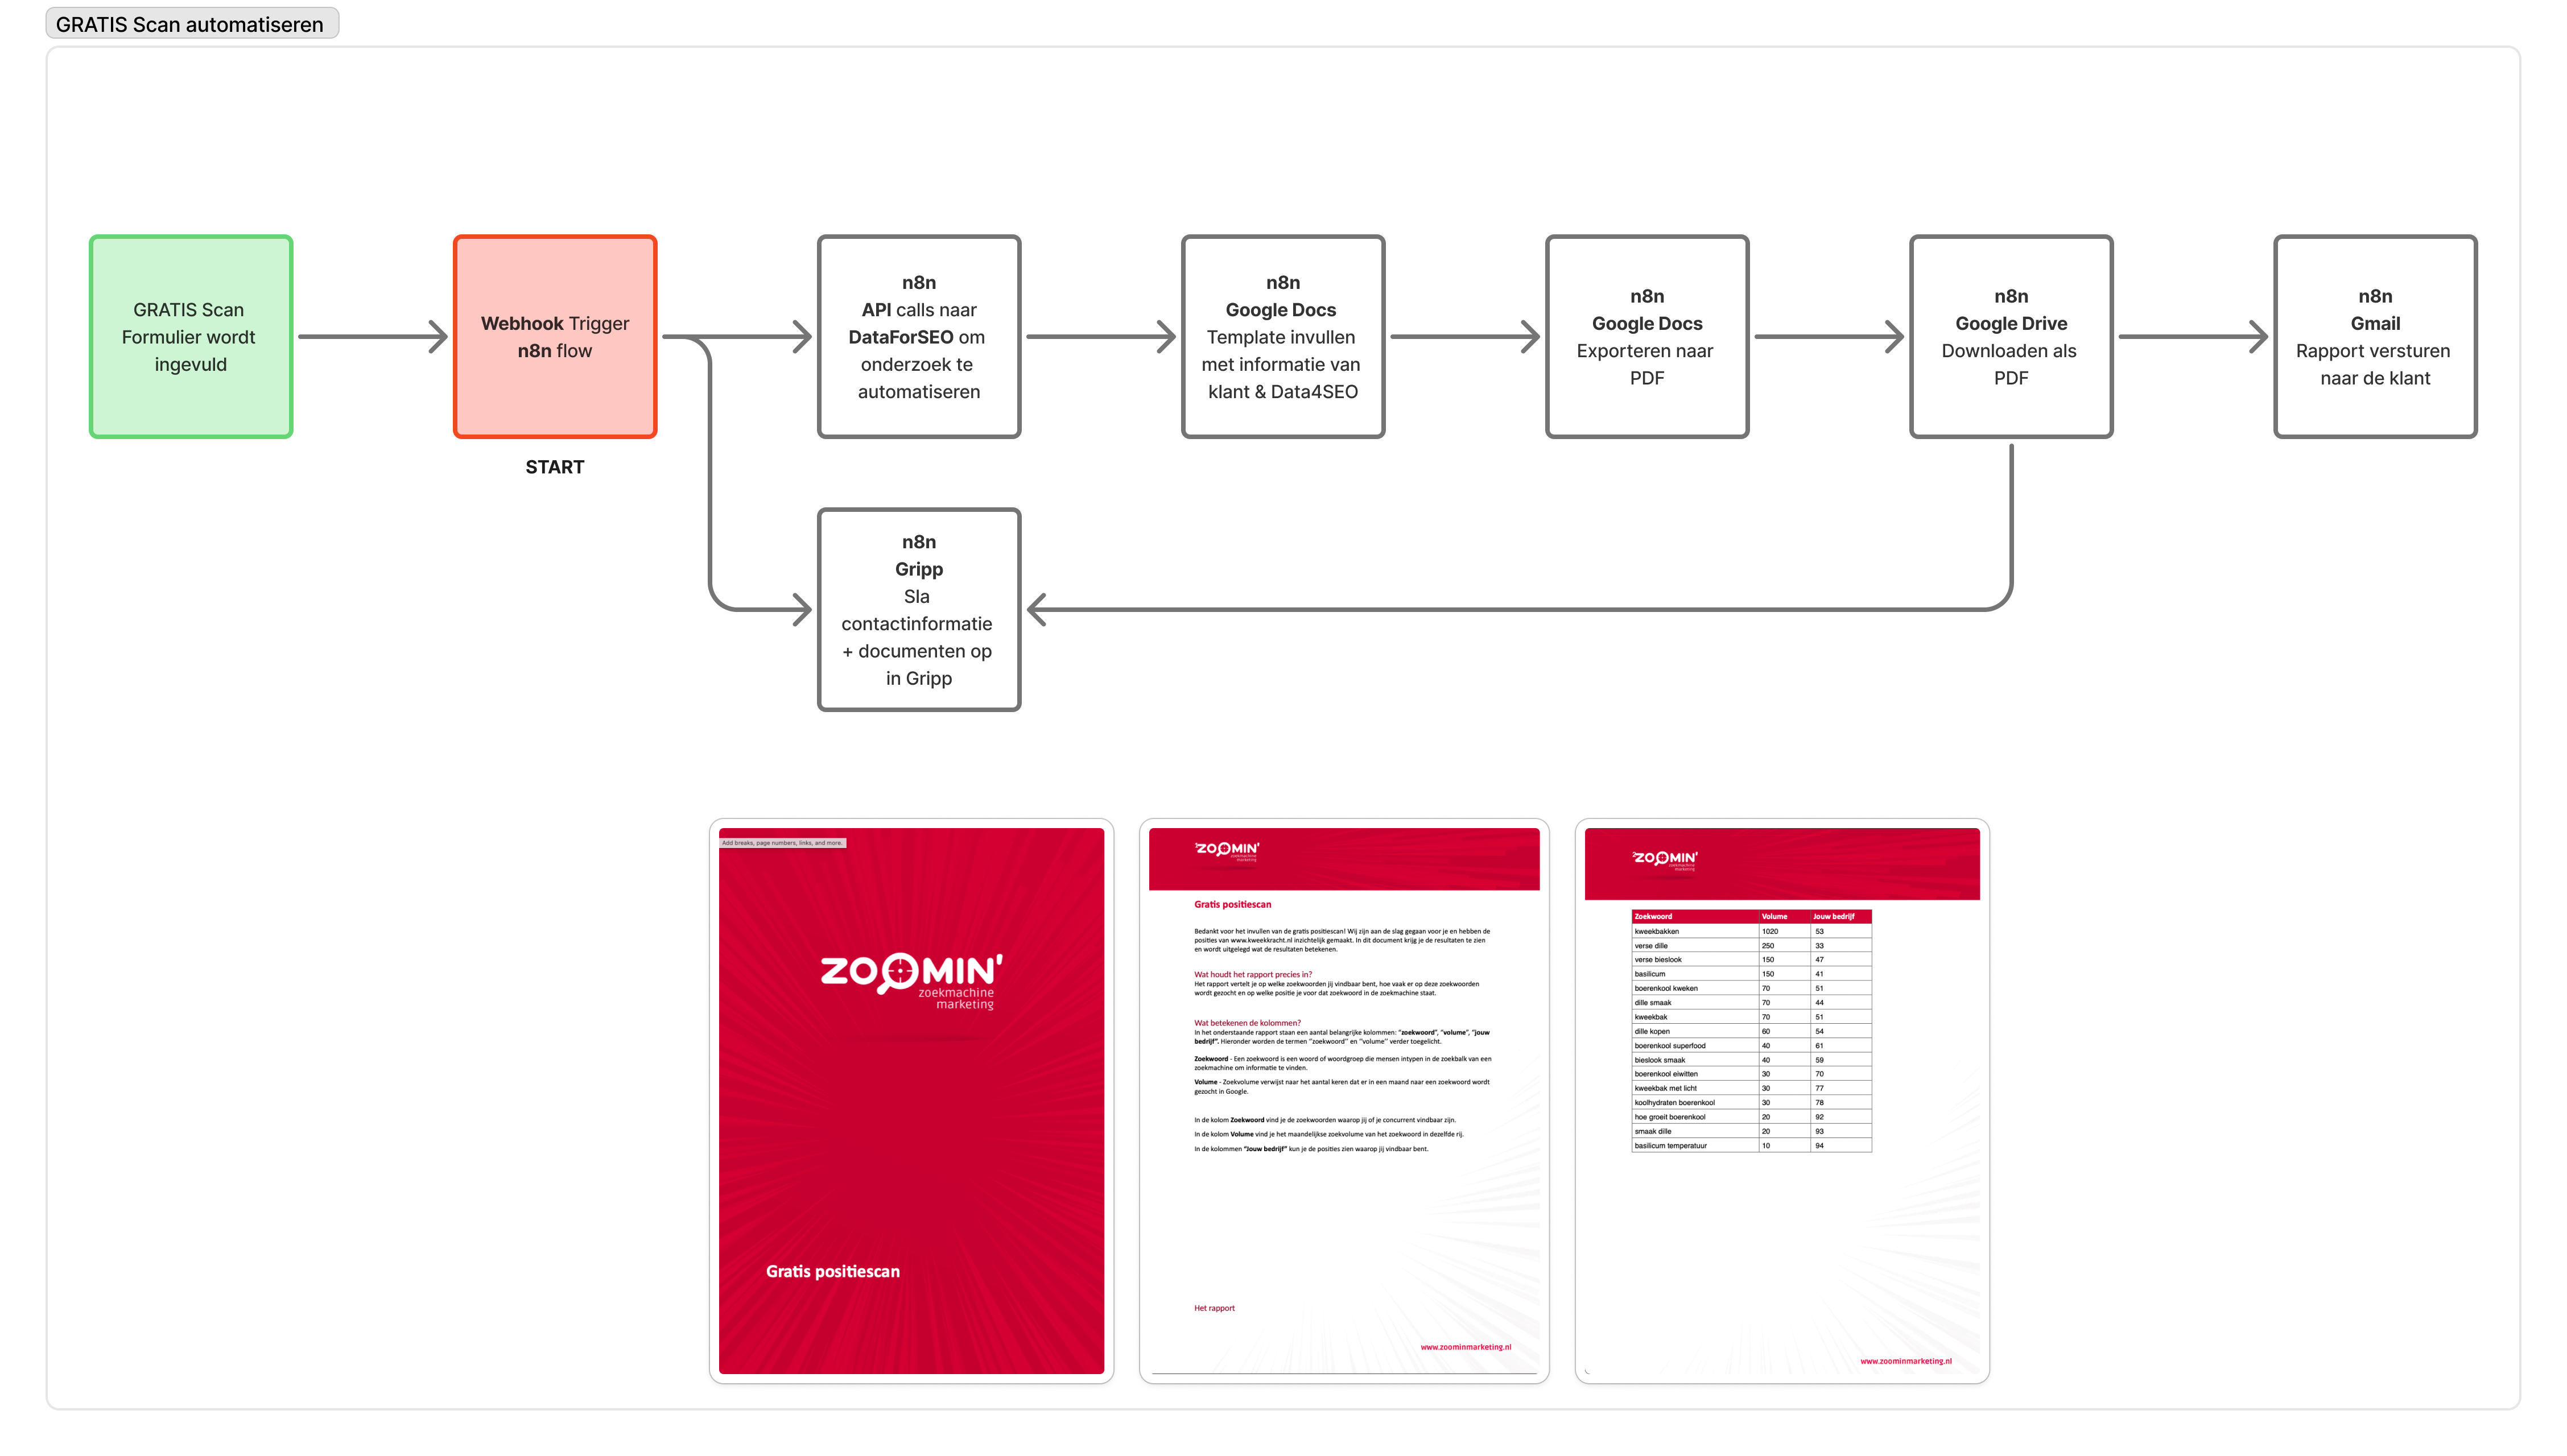 GRATIS Scan automatiseren
GRATIS Scan
Formulier wordt
ingevuld
Webhook Trigger
n8n flow
START
n8n
API calls naar
DataForSEO om
onderzoek te
automatiseren
n8n
Google Docs
Template invullen
met informatie van
klant & Data4SEO
n8n
Google Docs
Exporteren naar
PDF
n8n
Google Drive
Downloaden als
PDF
n8n
Gmail
Rapport versturen
naar de klant
n8n
Gripp
Sla
contactinformatie
+ documenten op
in Gripp
Add breaks, page numbers, links, and more.
ZOOMIN'
zoekmachine
marketing
Gratis positiescan
ZOOMIN'
zoekmachine
marketing
Gratis positiescan
Bedankt voor het invullen van de gratis positiescan! Wij zijn aan de slag gegaan voor je en hebben de
posities van www.kweekkracht.nl inzichtelijk gemaakt. In dit document krijg je de resultaten te zien
en wordt uitgelegd wat de resultaten betekenen.
Wat houdt het rapport precies in?
Het rapport vertelt je op welke zoekwoorden jij vindbaar bent, hoe vaak er op deze zoekwoorden
wordt gezocht en op welke positie je voor dat zoekwoord in de zoekmachine staat.
Wat betekenen de kolommen?
In het onderstaande rapport staan een aantal belangrijke kolommen: "zoekwoord", "volume", "jouw
bedrijf". Hieronder worden de termen "zoekwoord" en "volume" verder toegelicht.
Zoekwoord - Een zoekwoord is een woord of woordgroep die mensen intypen in de zoekbalk van een
zoekmachine om informatie te vinden.
Volume - Zoekvolume verwijst naar het aantal keren dat er in een maand naar een zoekwoord wordt
gezocht in Google.
In de kolom Zoekwoord vind je de zoekwoorden waarop jij of je concurrent vindbaar zijn.
In de kolom Volume vind je het maandelijkse zoekvolume van het zoekwoord in dezelfde rij.
In de kolommen "Jouw bedrijf" kun je de posities zien waarop jij vindbaar bent.
Het rapport
www.zoominmarketing.nl
ZOOMIN'
zoekmachine
marketing
Zoekwoord Volume Jouw bedrijf
kweekbakken 1020 53
verse dille 250 33
verse bieslook 150 47
basilicum 150 41
boerenkool kweken 70 51
dille smaak 70 44
kweekbak 70 51
dille kopen 60 54
boerenkool superfood 40 61
bieslook smaak 40 59
boerenkool eiwitten 30 70
kweekbak met licht 30 77
koolhydraten boerenkool 30 78
hoe groeit boerenkool 20 92
smaak dille 20 93
basilicum temperatuur 10 94
www.zoominmarketing.nl